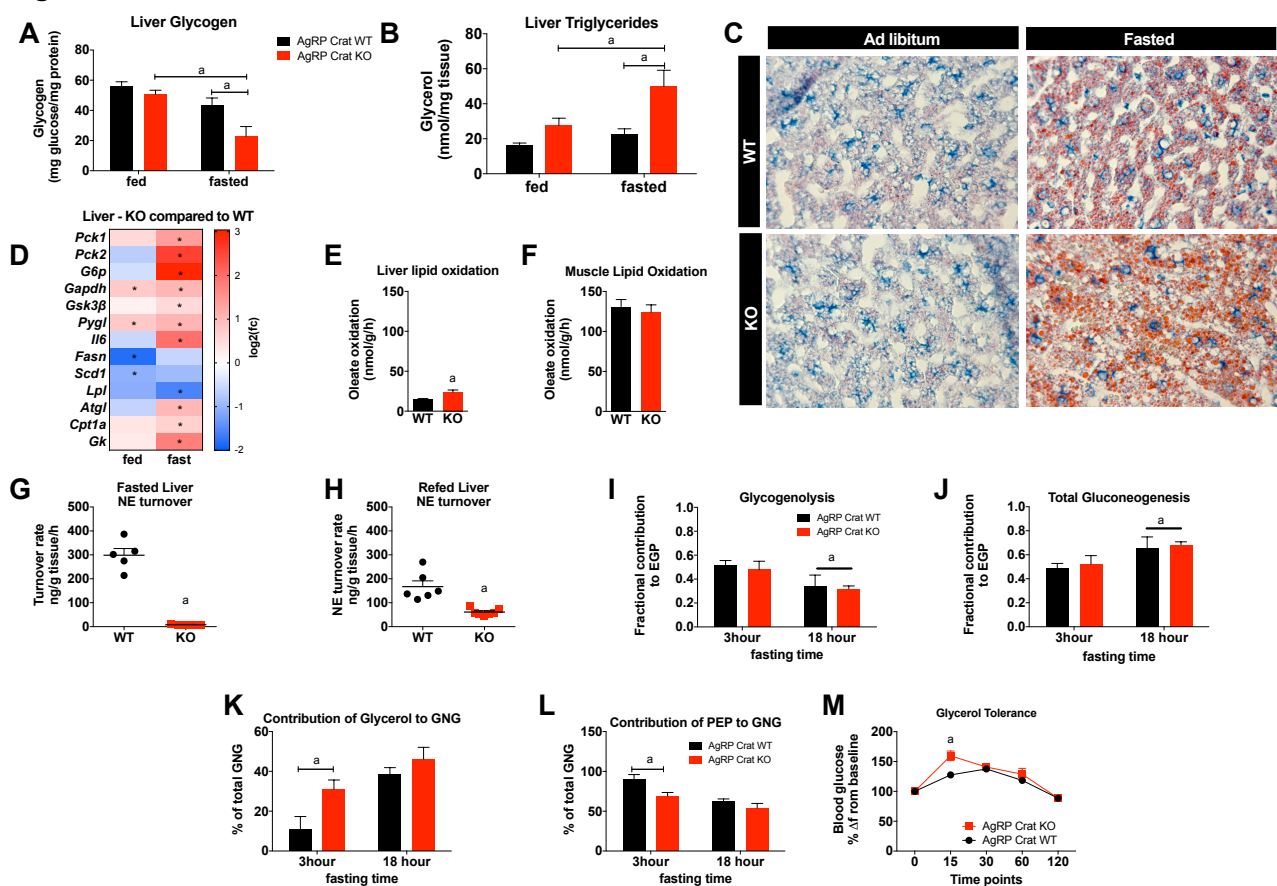 A
Liver Glycogen
AgRP Crat WT
AgRP Crat KO
Glycogen
(mg glucose/mg protein)
80
60
40
20
0
a
a
fed
fasted
B
Liver Triglycerides
Glycerol
(nmol/mg tissue)
80
60
40
20
0
a
a
fed
fasted
C
Ad libitum
Fasted
WT
KO
D
Liver - KO compared to WT
Pck1
*
Pck2
*
G6p
*
Gapdh
* *
Gsk3β
*
Pygl
* *
Il6
*
Fasn
*
Scd1
*
Lpl
*
Atgl
*
Cpt1a
*
Gk
*
fed
fast
3
2
1
0
-1
-2
log2(fc)
E
Liver lipid oxidation
Oleate oxidation
(nmol/g/h)
150
100
50
0
a
WT
KO
F
Muscle Lipid Oxidation
Oleate oxidation
(nmol/g/h)
150
100
50
0
WT
KO
G
Fasted Liver
NE turnover
Turnover rate
ng/g tissue/h
500
400
300
200
100
0
a
WT
KO
H
Refed Liver
NE turnover
NE turnover rate
ng/g tissue/h
500
400
300
200
100
0
a
WT
KO
I
Glycogenolysis
AgRP Crat WT
AgRP Crat KO
Fractional contribution
to EGP
1.0
0.8
0.6
0.4
0.2
0.0
a
3hour
18 hour
fasting time
J
Total Gluconeogenesis
Fractional contribution
to EGP
1.0
0.8
0.6
0.4
0.2
0.0
a
3hour
18 hour
fasting time
K
Contribution of Glycerol to GNG
% of total GNG
60
40
20
0
a
3hour
18 hour
fasting time
L
Contribution of PEP to GNG
AgRP Crat WT
AgRP Crat KO
% of total GNG
150
100
50
0
a
3hour
18 hour
fasting time
M
Glycerol Tolerance
Blood glucose
% Δf rom baseline
200
150
100
50
0
a
AgRP Crat KO
AgRP Crat WT
0
15
30
60
120
Time points